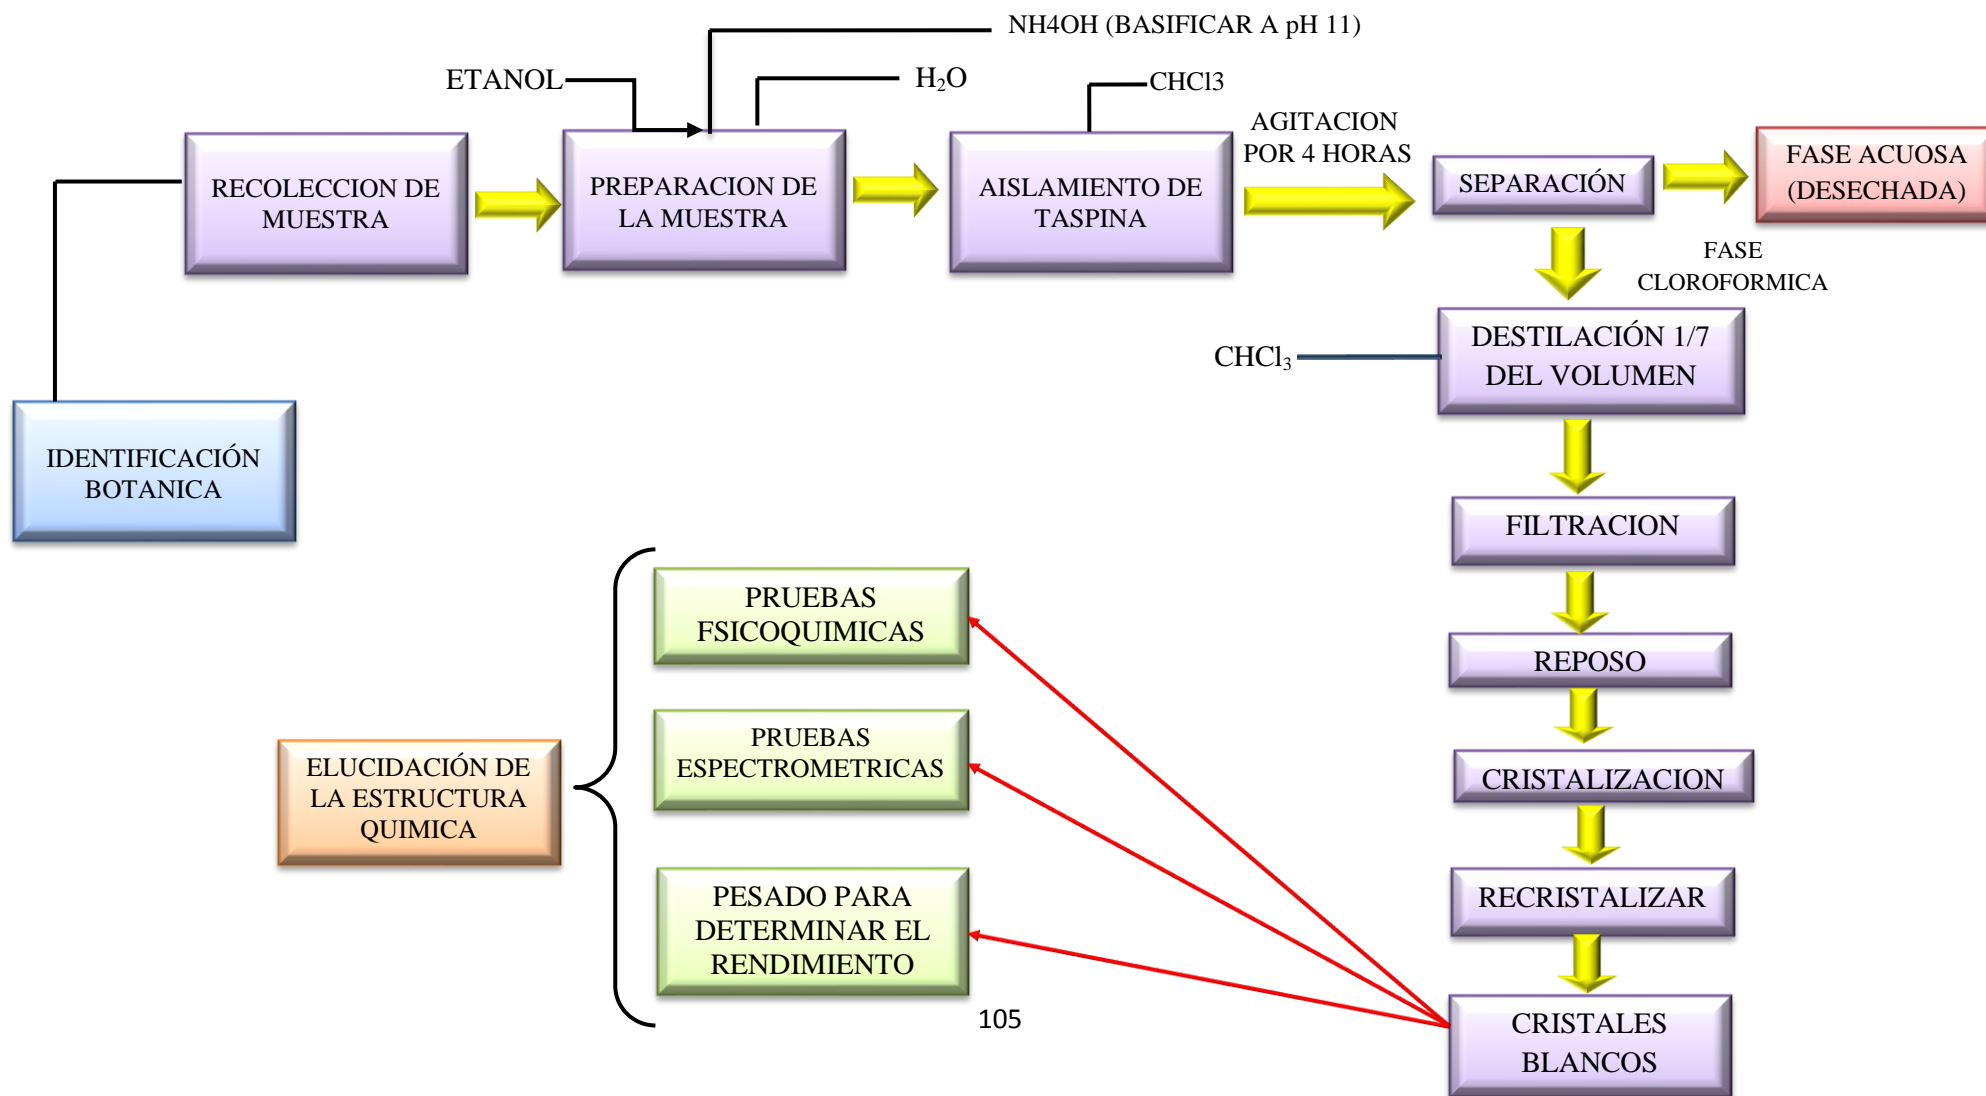 NH4OH (BASIFICAR A pH 11)
ETANOL
H₂O
CHCl3
RECOLECCION DE
MUESTRA
PREPARACION DE
LA MUESTRA
AISLAMIENTO DE
TASPINA
AGITACION
POR 4 HORAS
SEPARACIÓN
FASE ACUOSA
(DESECHADA)
FASE
CLOROFORMICA
CHCl₃
DESTILACIÓN 1/7
DEL VOLUMEN
IDENTIFICACIÓN
BOTANICA
FILTRACION
REPOSO
CRISTALIZACION
RECRISTALIZAR
CRISTALES
BLANCOS
PRUEBAS
FSICOQUIMICAS
PRUEBAS
ESPECTROMETRICAS
PESADO PARA
DETERMINAR EL
RENDIMIENTO
ELUCIDACIÓN DE
LA ESTRUCTURA
QUIMICA
105